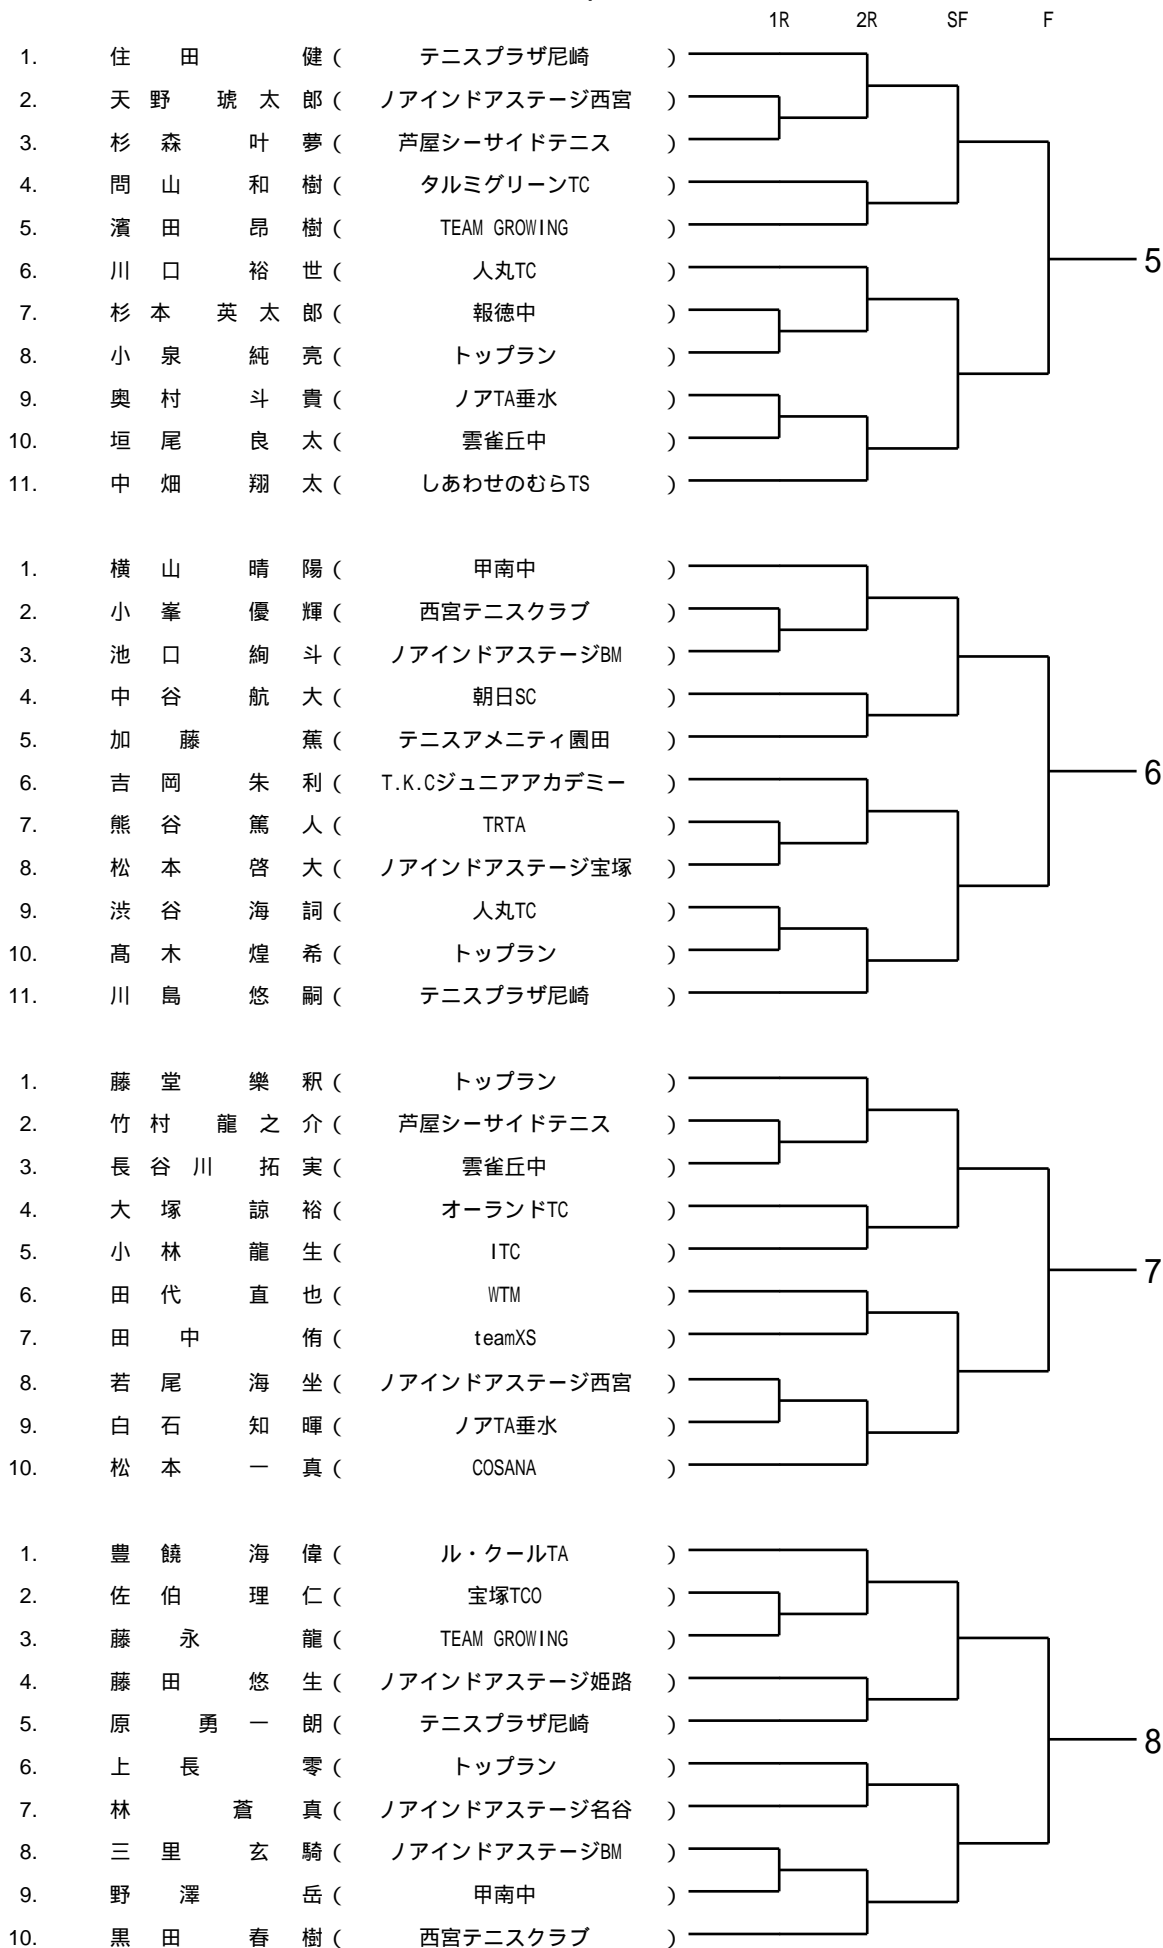 1R 2R SF F
1. 住田 健 ( テニスプラザ尼崎 )
2. 天野 琥太郎 ( ノアインドアステージ西宮 )
3. 杉森 叶夢 ( 芦屋シーサイドテニス )
4. 問山 和樹 ( タルミグリーンTC )
5. 濱田 昂樹 ( TEAM GROWING )
5
6. 川口 裕世 ( 人丸TC )
7. 杉本 英太郎 ( 報徳中 )
8. 小泉 純亮 ( トップラン )
9. 奥村 斗貴 ( ノアTA垂水 )
10. 垣尾 良太 ( 雲雀丘中 )
11. 中畑 翔太 ( しあわせのむらTS )
1. 横山 晴陽 ( 甲南中 )
2. 小峯 優輝 ( 西宮テニスクラブ )
3. 池口 絢斗 ( ノアインドアステージBM )
4. 中谷 航大 ( 朝日SC )
5. 加藤 蕉 ( テニスアメニティ園田 )
6
6. 吉岡 朱利 ( T.K.Cジュニアアカデミー )
7. 熊谷 篤人 ( TRTA )
8. 松本 啓大 ( ノアインドアステージ宝塚 )
9. 渋谷 海詞 ( 人丸TC )
10. 髙木 煌希 ( トップラン )
11. 川島 悠嗣 ( テニスプラザ尼崎 )
1. 藤堂 樂釈 ( トップラン )
2. 竹村 龍之介 ( 芦屋シーサイドテニス )
3. 長谷川 拓実 ( 雲雀丘中 )
4. 大塚 諒裕 ( オーランドTC )
5. 小林 龍生 ( ITC )
7
6. 田代 直也 ( WTM )
7. 田中 侑 ( teamXS )
8. 若尾 海坐 ( ノアインドアステージ西宮 )
9. 白石 知暉 ( ノアTA垂水 )
10. 松本 一真 ( COSANA )
1. 豊饒 海偉 ( ル・クールTA )
2. 佐伯 理仁 ( 宝塚TCO )
3. 藤永 龍 ( TEAM GROWING )
4. 藤田 悠生 ( ノアインドアステージ姫路 )
5. 原 勇一朗 ( テニスプラザ尼崎 )
8
6. 上長 零 ( トップラン )
7. 林 蒼真 ( ノアインドアステージ名谷 )
8. 三里 玄騎 ( ノアインドアステージBM )
9. 野澤 岳 ( 甲南中 )
10. 黒田 春樹 ( 西宮テニスクラブ )